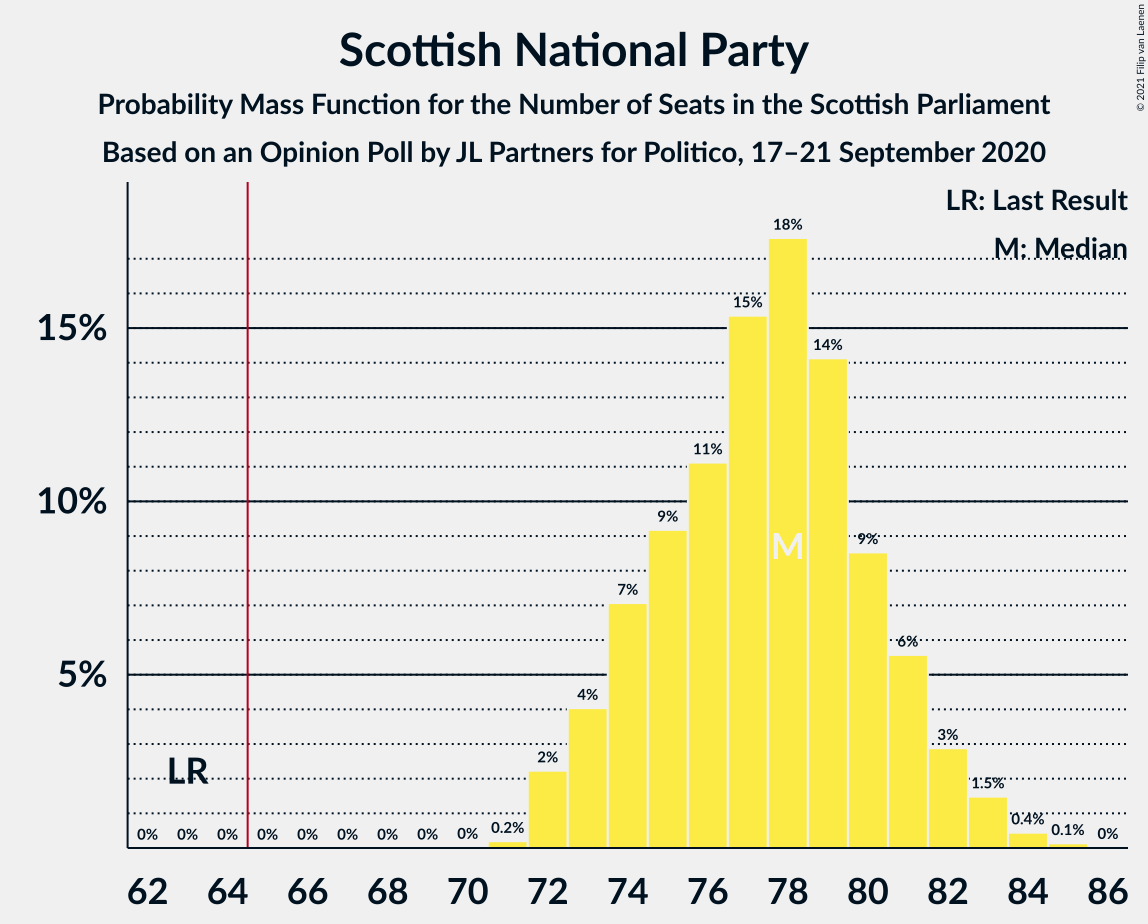 Scottish National Party
Probability Mass Function for the Number of Seats in the Scottish Parliament
Based on an Opinion Poll by JL Partners for Politico, 17–21 September 2020
© 2021 Filip van Laenen
LR: Last Result
M: Median
15%
10%
5%
0% 0% 0% 0% 0% 0% 0% 0% 0% 0.2% 2% 4% 7% 9% 11% 15% 18% 14% 9% 6% 3% 1.5% 0.4% 0.1% 0%
LR
M
62 64 66 68 70 72 74 76 78 80 82 84 86